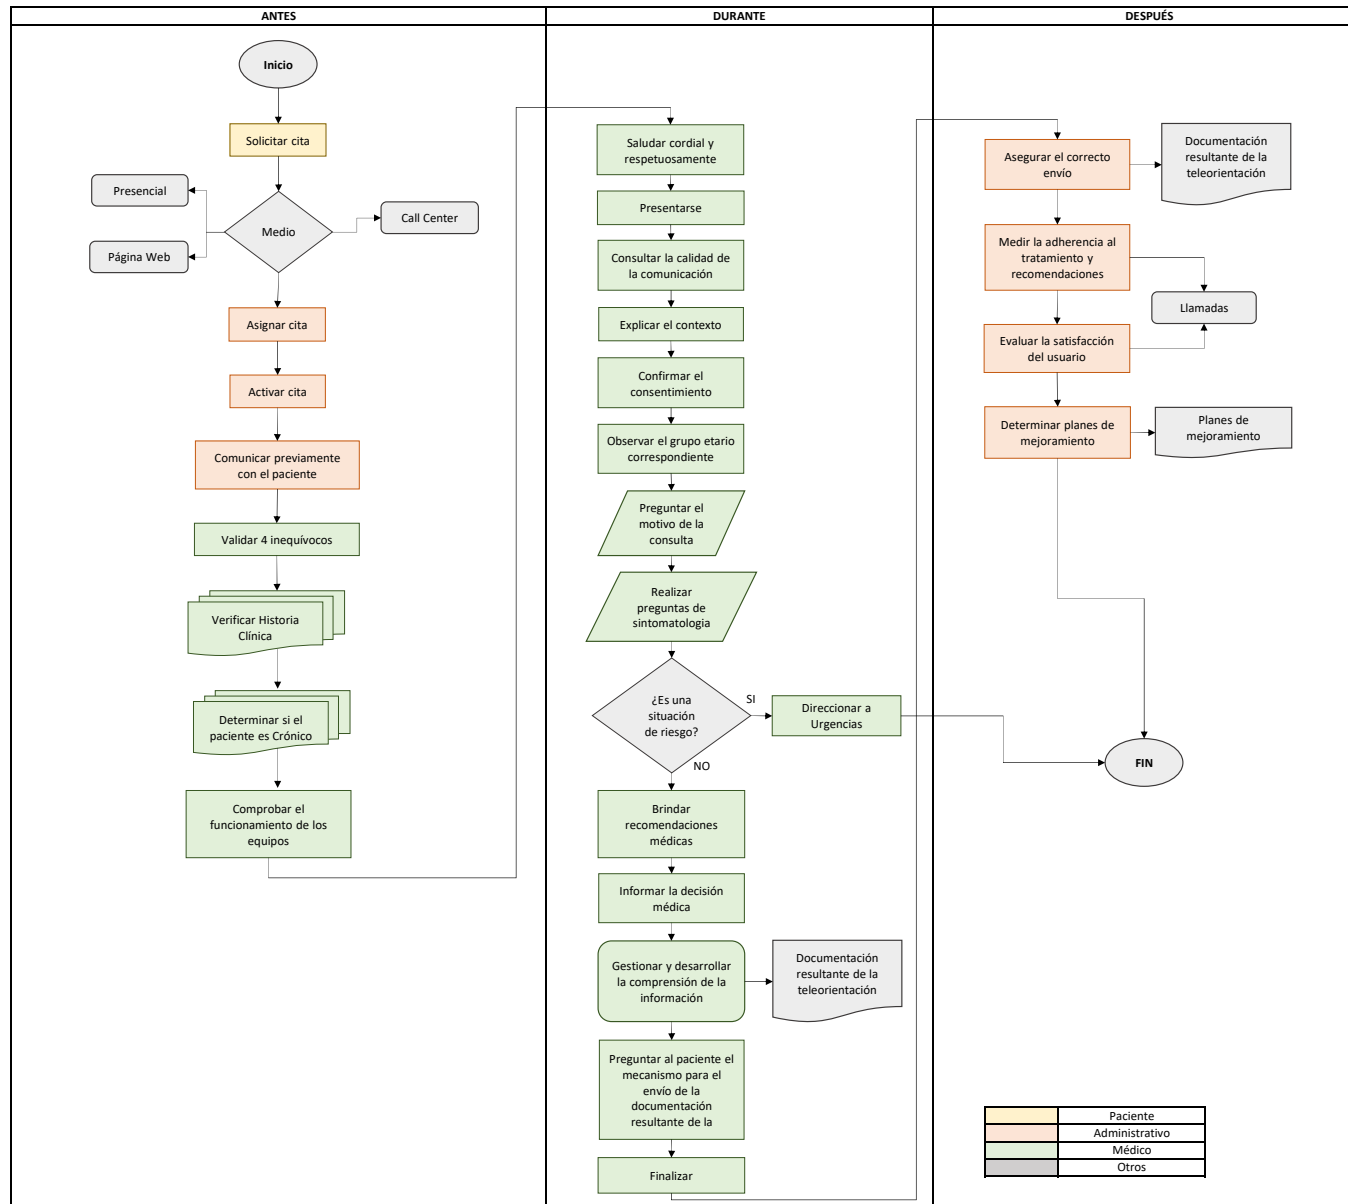 ANTES
Inicio
Solicitar cita
Presencial
Página Web
Medio
Call Center
Asignar cita
Activar cita
Comunicar previamente
con el paciente
Validar 4 inequívocos
Verificar Historia
Clínica
Determinar si el
paciente es Crónico
Comprobar el
funcionamiento de los
equipos
DURANTE
Saludar cordial y
respetuosamente
Presentarse
Consultar la calidad de
la comunicación
Explicar el contexto
Confirmar el
consentimiento
Observar el grupo etario
correspondiente
Preguntar el
motivo de la
consulta
Realizar
preguntas de
sintomatologia
¿Es una
situación
de riesgo?
SI
Direccionar a
Urgencias
NO
Brindar
recomendaciones
médicas
Informar la decisión
médica
Gestionar y desarrollar
la comprensión de la
información
Documentación
resultante de la
teleorientación
Preguntar al paciente el
mecanismo para el
envío de la
documentación
resultante de la
Finalizar
DESPUÉS
Asegurar el correcto
envío
Documentación
resultante de la
teleorientación
Medir la adherencia al
tratamiento y
recomendaciones
Llamadas
Evaluar la satisfacción
del usuario
Determinar planes de
mejoramiento
Planes de
mejoramiento
FIN
Paciente
Administrativo
Médico
Otros